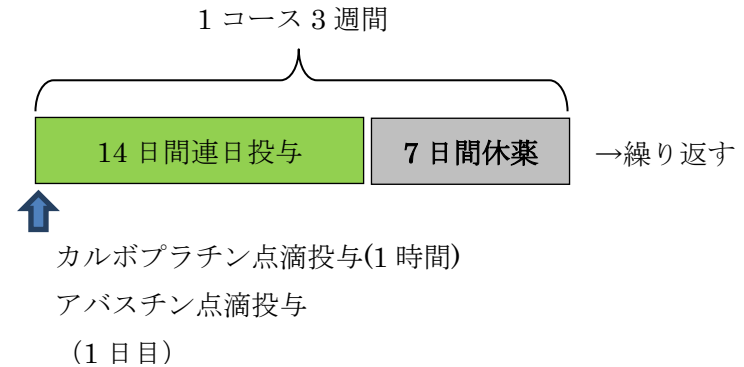 1 コース 3 週間
14 日間連日投与
7 日間休薬
→繰り返す
カルボプラチン点滴投与(1 時間)
アバスチン点滴投与
（1 日目）